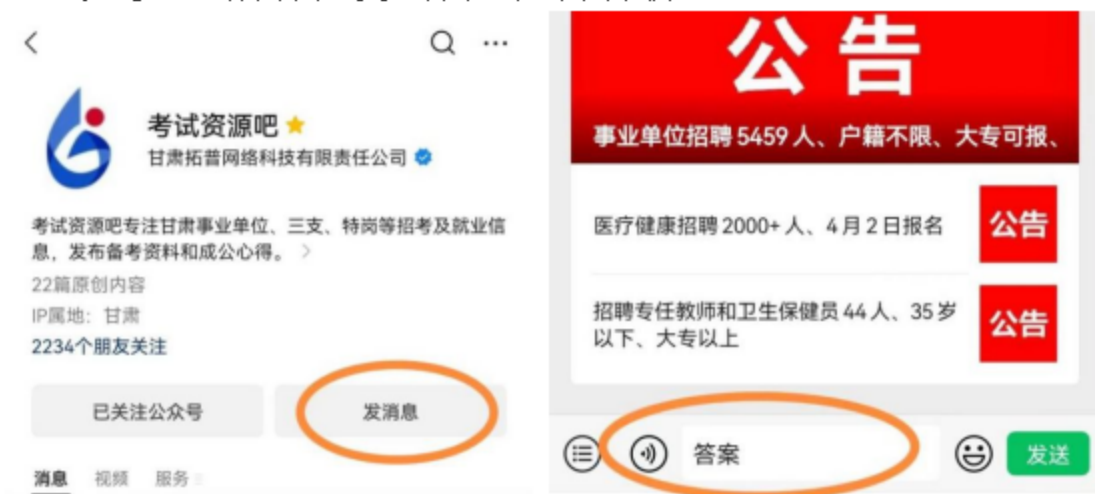 考试资源吧
甘肃拓普网络科技有限责任公司
考试资源吧专注甘肃事业单位、三支、特岗等招考及就业信
息，发布备考资料和成公心得。
22篇原创内容
IP属地：甘肃
2234个朋友关注
已关注公众号
发消息
消息 视频 服务
公告
事业单位招聘5459人、户籍不限、大专可报、
医疗健康招聘2000+人、4月2日报名
公告
招聘专任教师和卫生保健员44人、35岁
以下、大专以上
公告
答案
发送